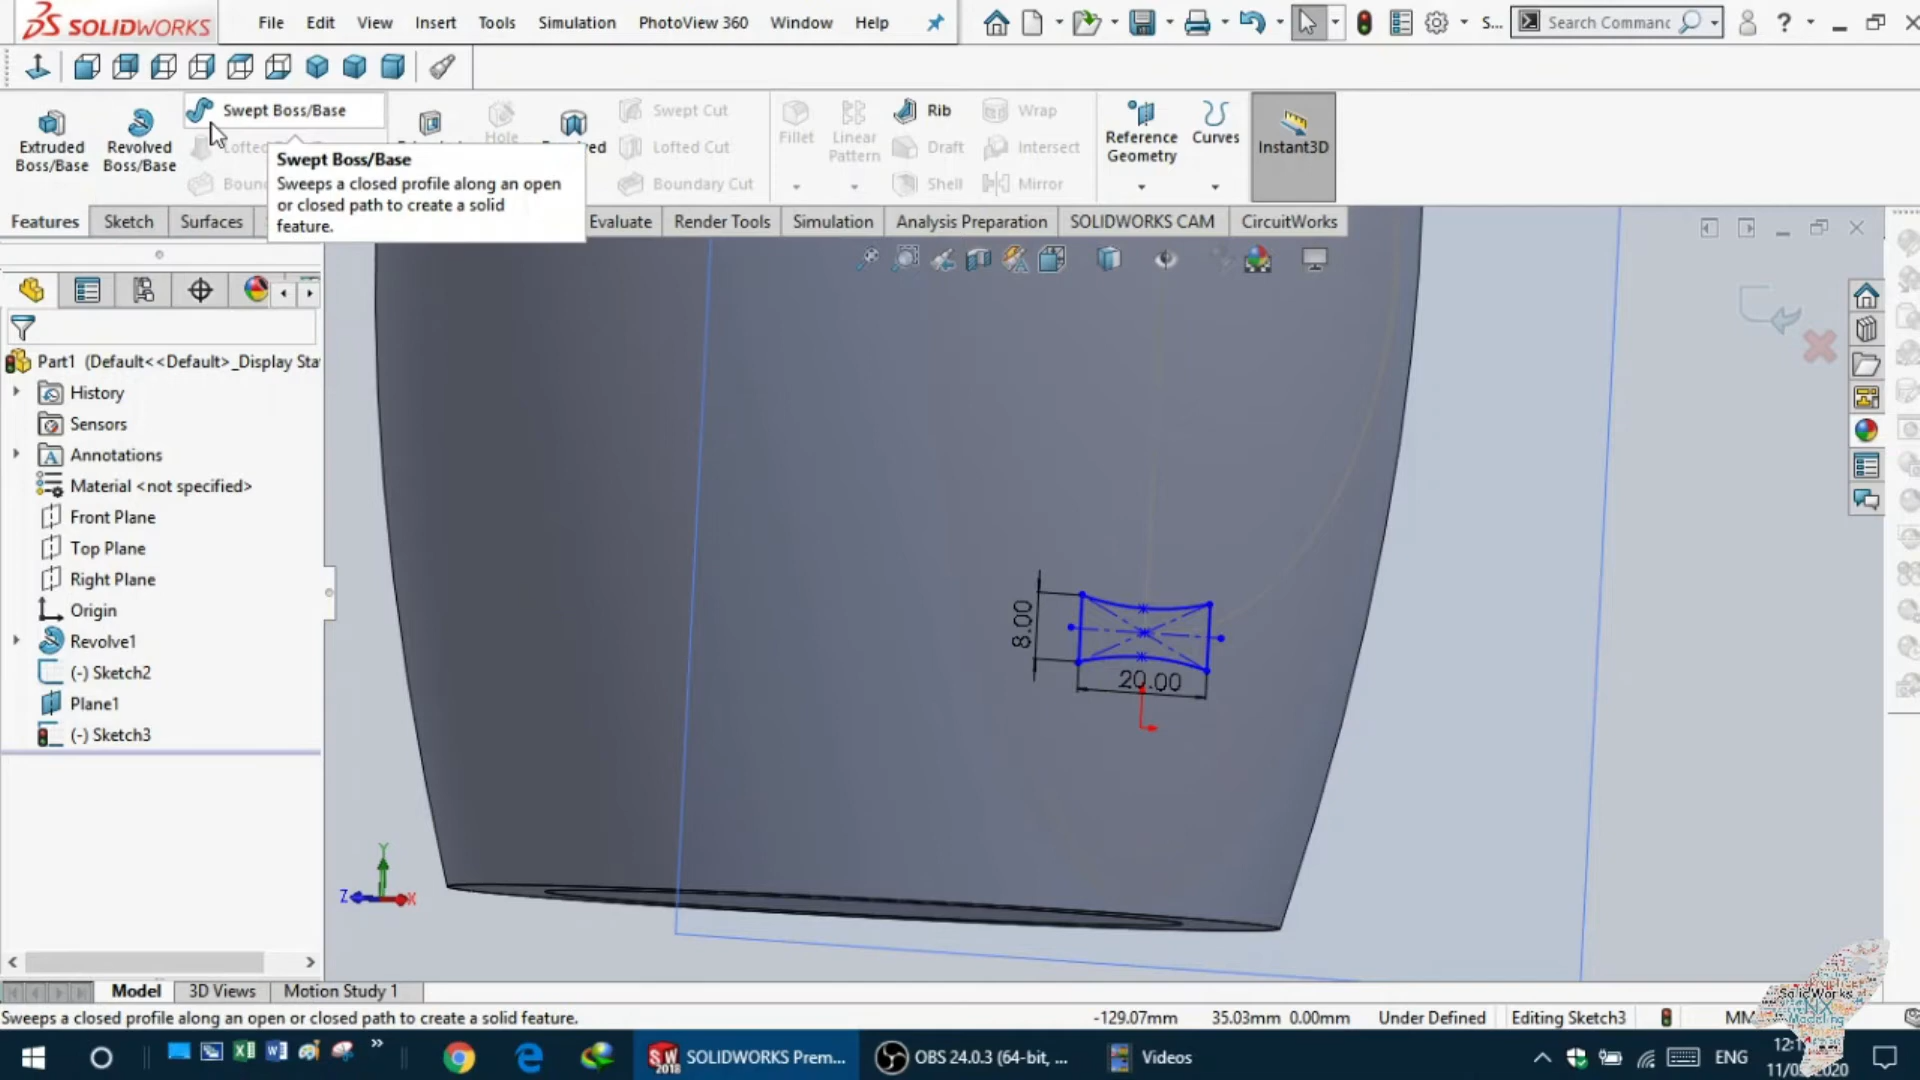 SOLIDWORKS
File Edit View Insert Tools Simulation PhotoView 360 Window Help
S...
Search Commanc
Extruded Boss/Base
Revolved Boss/Base
Swept Boss/Base
Swept Boss/Base
Sweeps a closed profile along an open
or closed path to create a solid
feature.
Hole
Swept Cut
Lofted Cut
Boundary Cut
Fillet
Linear Pattern
Rib
Draft
Shell
Wrap
Intersect
Mirror
Reference Geometry
Curves
Instant3D
Features Sketch Surfaces Evaluate Render Tools Simulation Analysis Preparation SOLIDWORKS CAM CircuitWorks
Part1 (Default<<Default>_Display Sta
History
Sensors
Annotations
Material <not specified>
Front Plane
Top Plane
Right Plane
Origin
Revolve1
(-) Sketch2
Plane1
(-) Sketch3
8.00
20.00
Y
Z
X
Model 3D Views Motion Study 1
Sweeps a closed profile along an open or closed path to create a solid feature.
-129.07mm 35.03mm 0.00mm Under Defined Editing Sketch3
SolidWorks
NX
Modeling
SW 2018 SOLIDWORKS Prem... OBS 24.0.3 (64-bit, ... Videos
ENG